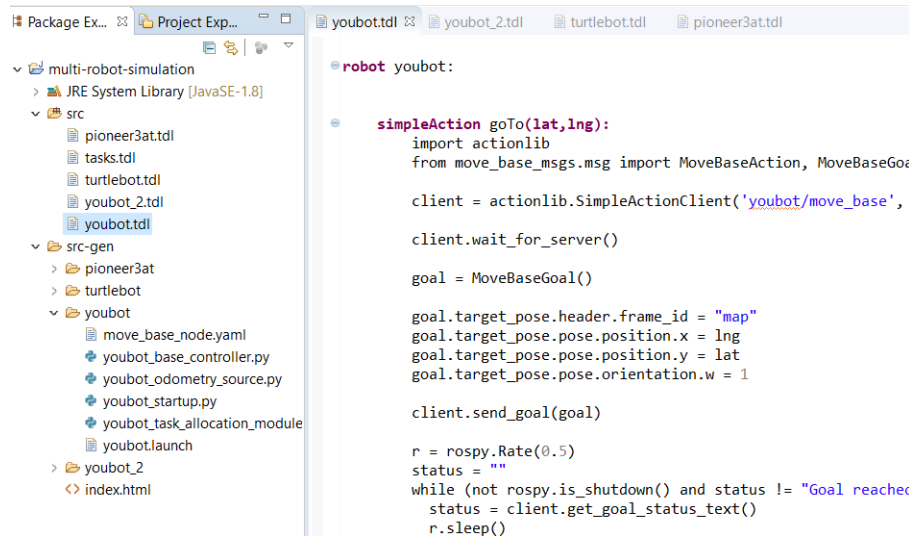 Package Ex... Project Exp...
multi-robot-simulation
JRE System Library [JavaSE-1.8]
src
pioneer3at.tdl
tasks.tdl
turtlebot.tdl
youbot_2.tdl
youbot.tdl
src-gen
pioneer3at
turtlebot
youbot
move_base_node.yaml
youbot_base_controller.py
youbot_odometry_source.py
youbot_startup.py
youbot_task_allocation_module
youbot.launch
youbot_2
index.html
youbot.tdl youbot_2.tdl turtlebot.tdl pioneer3at.tdl
robot youbot:
simpleAction goTo(lat,lng):
import actionlib
from move_base_msgs.msg import MoveBaseAction, MoveBaseGoa
client = actionlib.SimpleActionClient('youbot/move_base',
client.wait_for_server()
goal = MoveBaseGoal()
goal.target_pose.header.frame_id = "map"
goal.target_pose.pose.position.x = lng
goal.target_pose.pose.position.y = lat
goal.target_pose.pose.orientation.w = 1
client.send_goal(goal)
r = rospy.Rate(0.5)
status = ""
while (not rospy.is_shutdown() and status != "Goal reached
status = client.get_goal_status_text()
r.sleep()